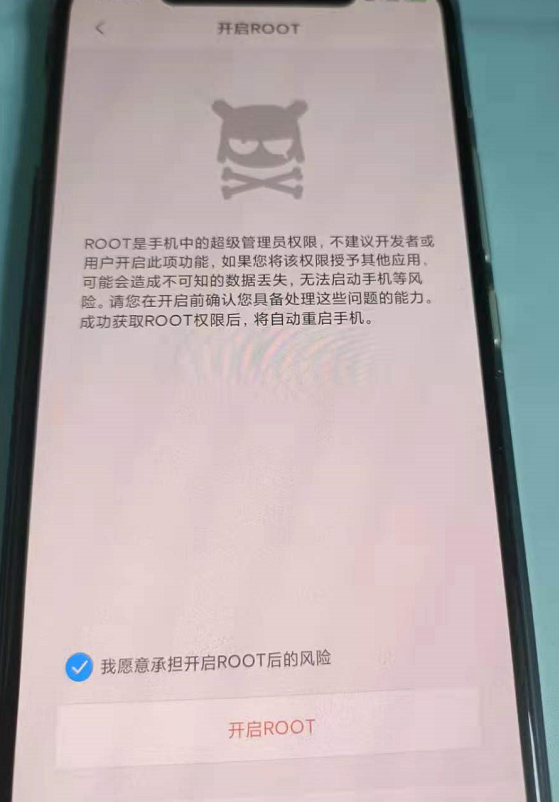 开启ROOT
ROOT是手机中的超级管理员权限，不建议开发者或
用户开启此项功能，如果您将该权限授予其他应用，
可能会造成不可知的数据丢失，无法启动手机等风
险。请您在开启前确认您具备处理这些问题的能力。
成功获取ROOT权限后，将自动重启手机。
我愿意承担开启ROOT后的风险
开启ROOT